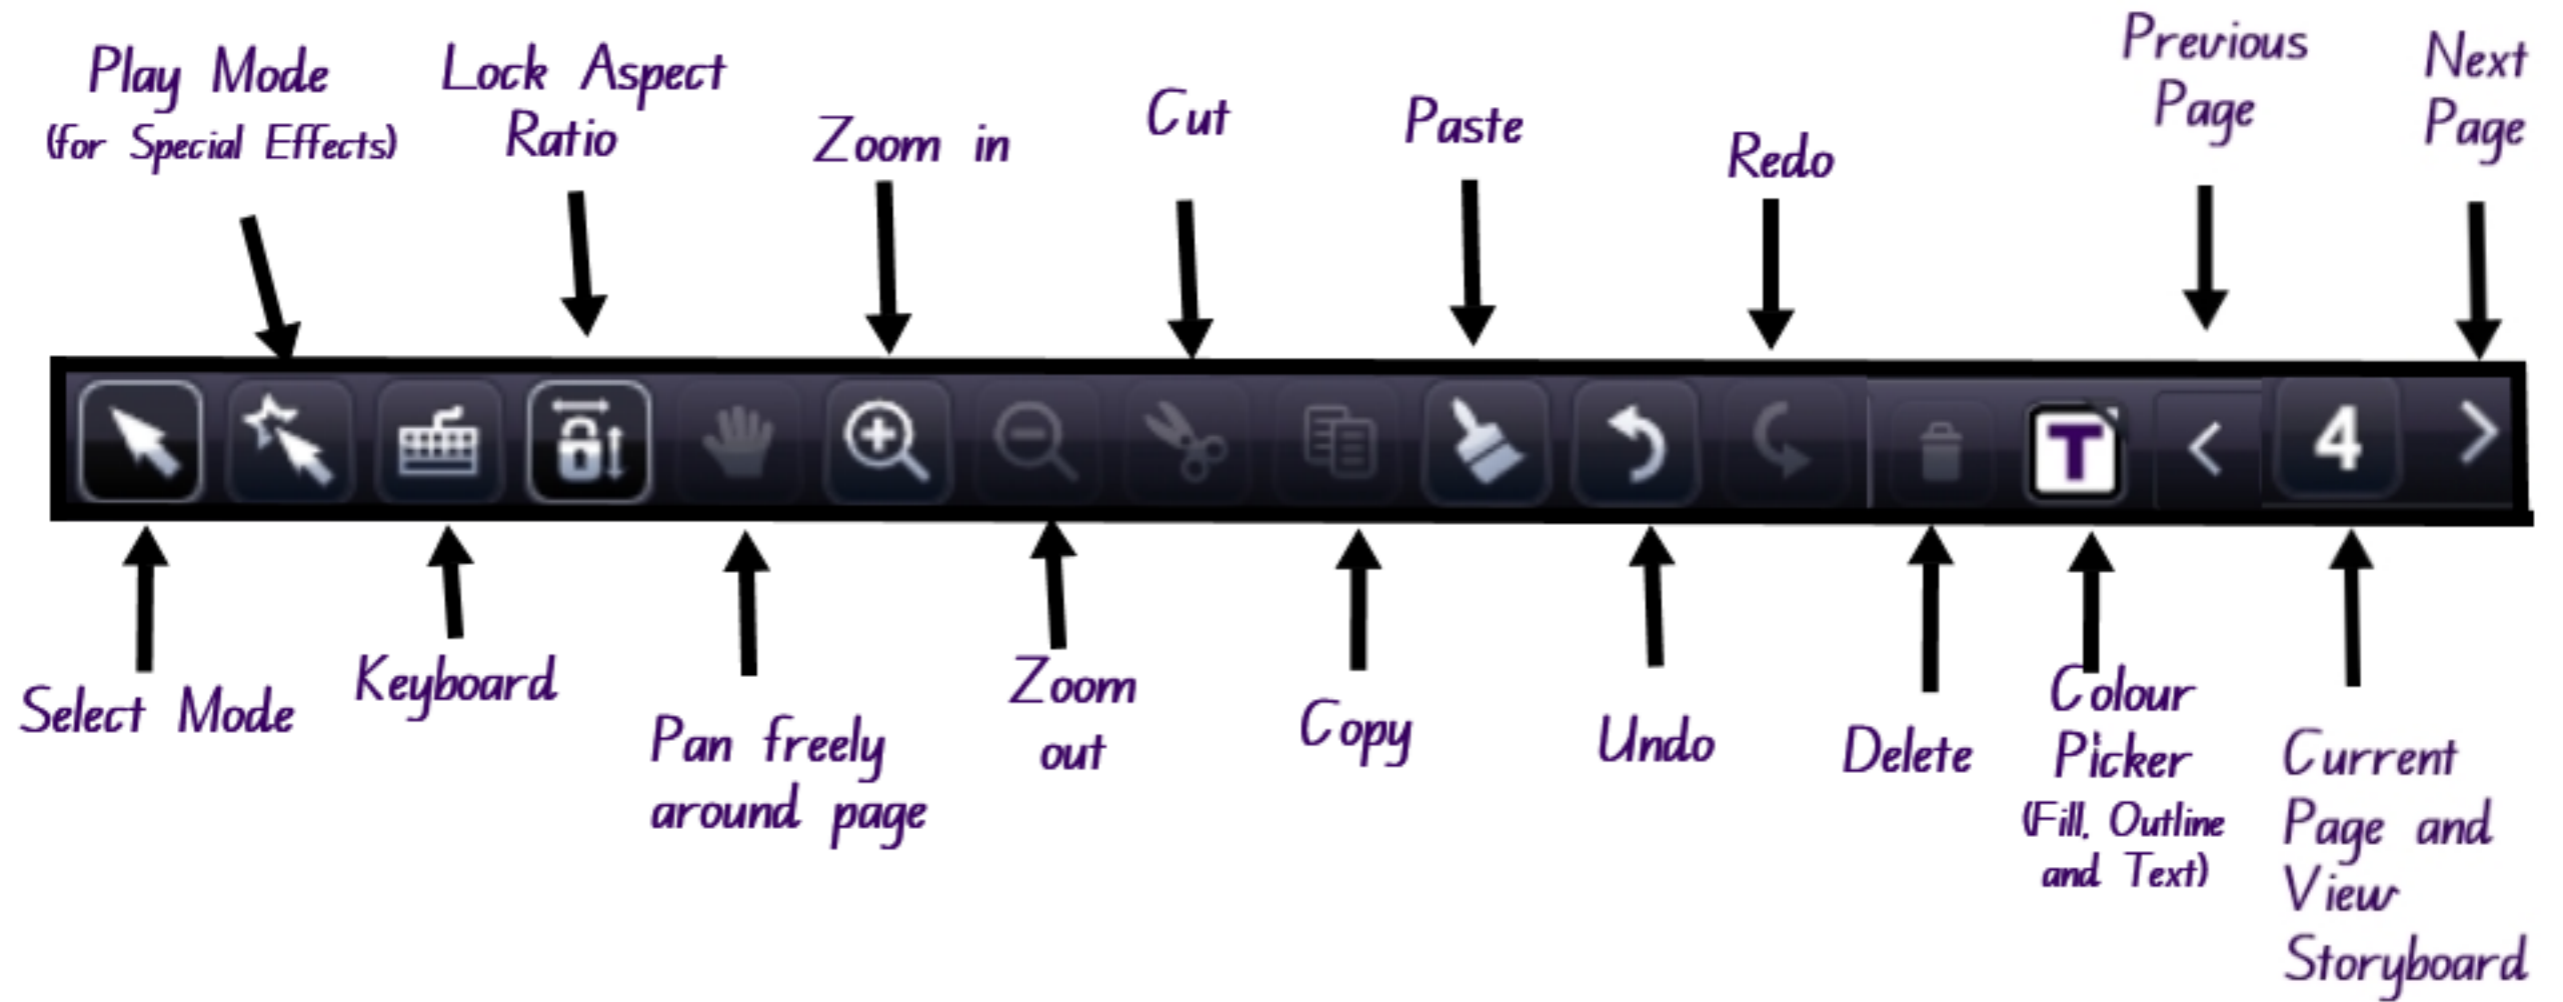 Play Mode
(for Special Effects)
Lock Aspect
Ratio
Zoom in
Cut
Paste
Redo
Previous
Page
Next
Page
T
4
Select Mode
Keyboard
Pan freely
around page
Zoom
out
Copy
Undo
Delete
Colour
Picker
(Fill, Outline
and Text)
Current
Page and
View
Storyboard